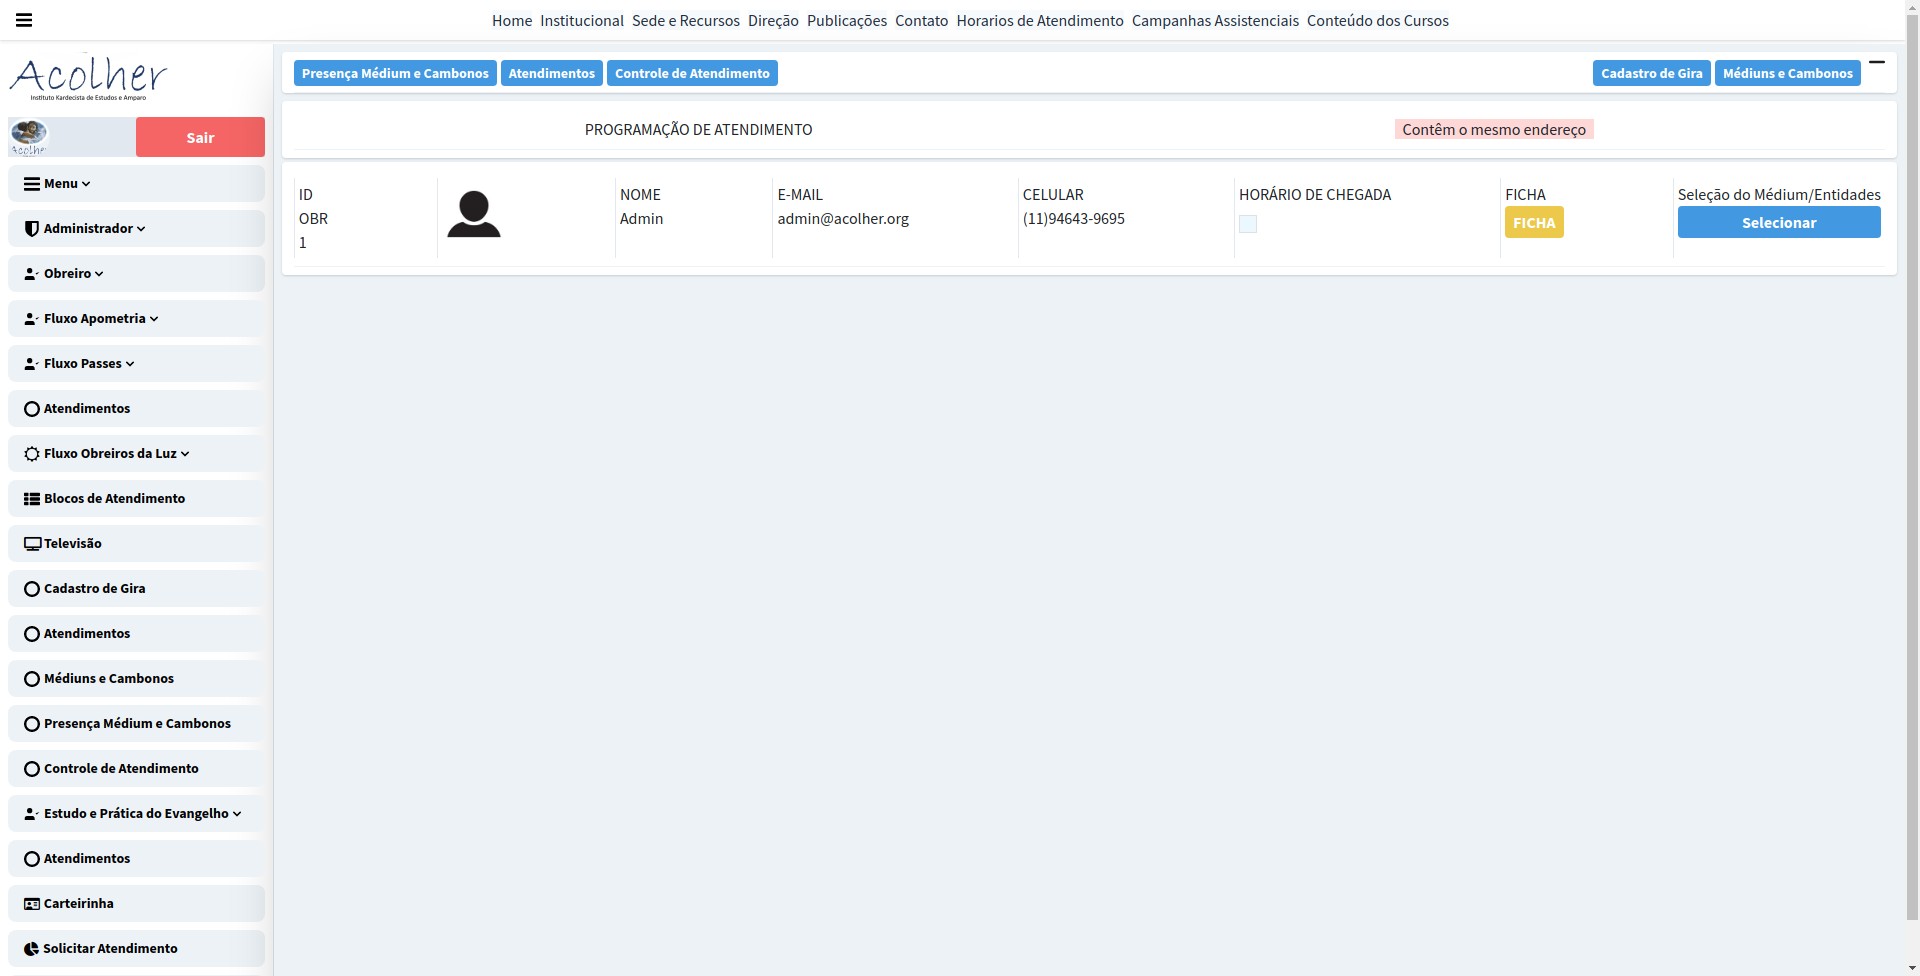 Home Institucional Sede e Recursos Direção Publicações Contato Horarios de Atendimento Campanhas Assistenciais Conteúdo dos Cursos
Acolher
Instituto Kardecista de Estudos e Amparo
Acolher
Sair
Menu
Administrador
Obreiro
Fluxo Apometria
Fluxo Passes
Atendimentos
Fluxo Obreiros da Luz
Blocos de Atendimento
Televisão
Cadastro de Gira
Atendimentos
Médiuns e Cambonos
Presença Médium e Cambonos
Controle de Atendimento
Estudo e Prática do Evangelho
Atendimentos
Carteirinha
Solicitar Atendimento
Presença Médium e Cambonos Atendimentos Controle de Atendimento Cadastro de Gira Médiuns e Cambonos
PROGRAMAÇÃO DE ATENDIMENTO Contêm o mesmo endereço
ID
OBR
1
NOME
Admin
E-MAIL
admin@acolher.org
CELULAR
(11)94643-9695
HORÁRIO DE CHEGADA
FICHA
FICHA
Seleção do Médium/Entidades
Selecionar